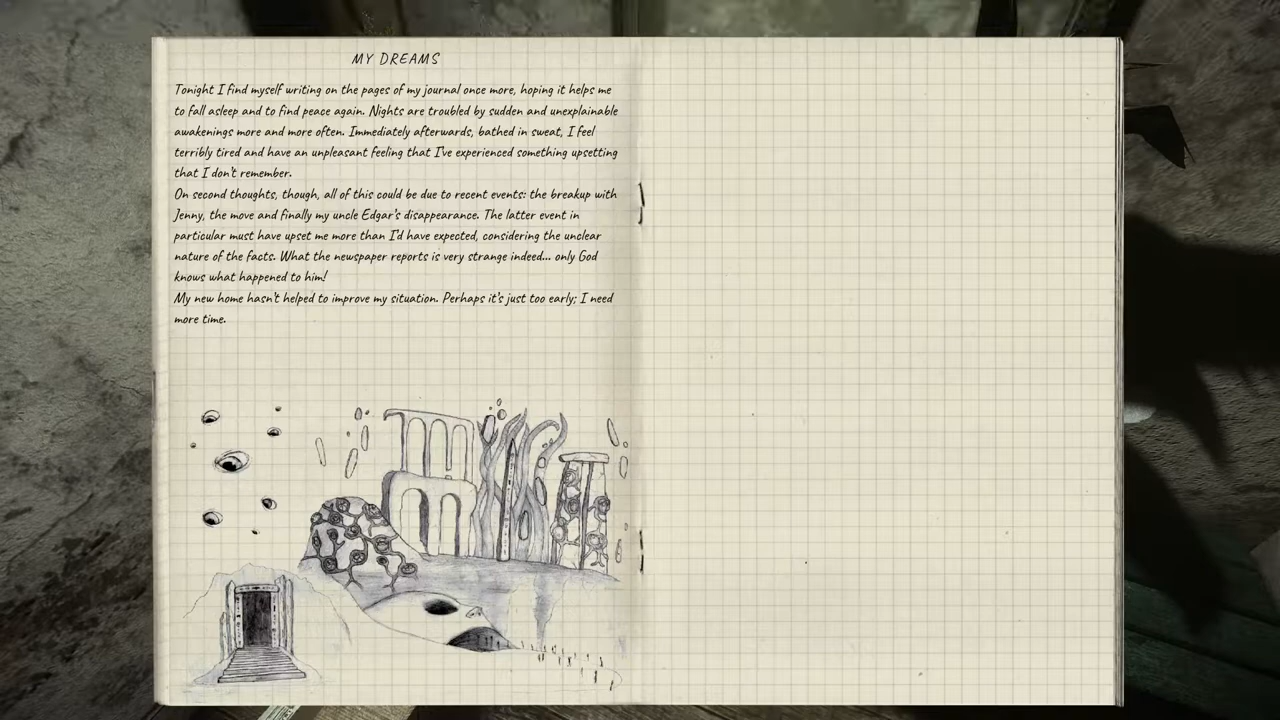 MY DREAMS
Tonight I find myself writing on the pages of my journal once more, hoping it helps me
to fall asleep and to find peace again. Nights are troubled by sudden and unexplainable
awakenings more and more often. Immediately afterwards, bathed in sweat, I feel
terribly tired and have an unpleasant feeling that I've experienced something upsetting
that I don't remember.
On second thoughts, though, all of this could be due to recent events: the breakup with
Jenny, the move and finally my uncle Edgar's disappearance. The latter event in
particular must have upset me more than I'd have expected, considering the unclear
nature of the facts. What the newspaper reports is very strange indeed... only God
knows what happened to him!
My new home hasn't helped to improve my situation. Perhaps it's just too early; I need
more time.